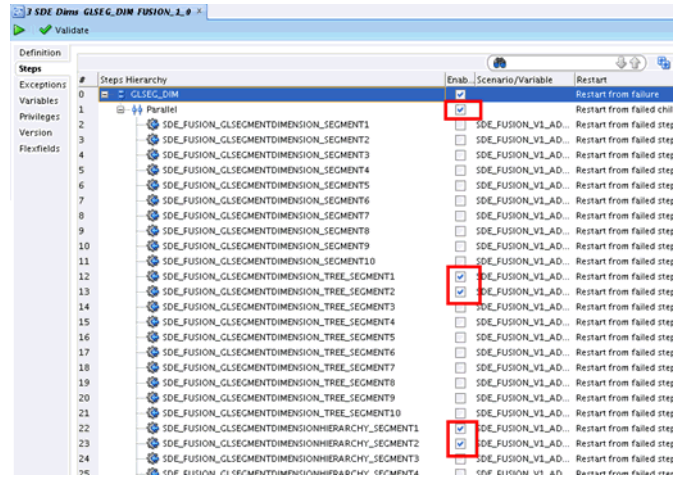 3 SDE Dims GLSEG_DIM FUSION_1_0 ×
Validate
Definition
Steps
Exceptions
Variables
Privileges
Version
Flexfields
# Steps Hierarchy Enab... Scenario/Variable Restart
0 GLSEG_DIM Restart from failure
1 Parallel Restart from failed chil
2 SDE_FUSION_GLSEGMENTDIMENSION_SEGMENT1 SDE_FUSION_V1_AD... Restart from failed step
3 SDE_FUSION_GLSEGMENTDIMENSION_SEGMENT2 SDE_FUSION_V1_AD... Restart from failed step
4 SDE_FUSION_GLSEGMENTDIMENSION_SEGMENT3 SDE_FUSION_V1_AD... Restart from failed step
5 SDE_FUSION_GLSEGMENTDIMENSION_SEGMENT4 SDE_FUSION_V1_AD... Restart from failed step
6 SDE_FUSION_GLSEGMENTDIMENSION_SEGMENT5 SDE_FUSION_V1_AD... Restart from failed step
7 SDE_FUSION_GLSEGMENTDIMENSION_SEGMENT6 SDE_FUSION_V1_AD... Restart from failed step
8 SDE_FUSION_GLSEGMENTDIMENSION_SEGMENT7 SDE_FUSION_V1_AD... Restart from failed step
9 SDE_FUSION_GLSEGMENTDIMENSION_SEGMENT8 SDE_FUSION_V1_AD... Restart from failed step
10 SDE_FUSION_GLSEGMENTDIMENSION_SEGMENT9 SDE_FUSION_V1_AD... Restart from failed step
11 SDE_FUSION_GLSEGMENTDIMENSION_SEGMENT10 SDE_FUSION_V1_AD... Restart from failed step
12 SDE_FUSION_GLSEGMENTDIMENSION_TREE_SEGMENT1 SDE_FUSION_V1_AD... Restart from failed step
13 SDE_FUSION_GLSEGMENTDIMENSION_TREE_SEGMENT2 SDE_FUSION_V1_AD... Restart from failed step
14 SDE_FUSION_GLSEGMENTDIMENSION_TREE_SEGMENT3 SDE_FUSION_V1_AD... Restart from failed step
15 SDE_FUSION_GLSEGMENTDIMENSION_TREE_SEGMENT4 SDE_FUSION_V1_AD... Restart from failed step
16 SDE_FUSION_GLSEGMENTDIMENSION_TREE_SEGMENT5 SDE_FUSION_V1_AD... Restart from failed step
17 SDE_FUSION_GLSEGMENTDIMENSION_TREE_SEGMENT6 SDE_FUSION_V1_AD... Restart from failed step
18 SDE_FUSION_GLSEGMENTDIMENSION_TREE_SEGMENT7 SDE_FUSION_V1_AD... Restart from failed step
19 SDE_FUSION_GLSEGMENTDIMENSION_TREE_SEGMENT8 SDE_FUSION_V1_AD... Restart from failed step
20 SDE_FUSION_GLSEGMENTDIMENSION_TREE_SEGMENT9 SDE_FUSION_V1_AD... Restart from failed step
21 SDE_FUSION_GLSEGMENTDIMENSION_TREE_SEGMENT10 SDE_FUSION_V1_AD... Restart from failed step
22 SDE_FUSION_GLSEGMENTDIMENSIONHIERARCHY_SEGMENT1 SDE_FUSION_V1_AD... Restart from failed step
23 SDE_FUSION_GLSEGMENTDIMENSIONHIERARCHY_SEGMENT2 SDE_FUSION_V1_AD... Restart from failed step
24 SDE_FUSION_GLSEGMENTDIMENSIONHIERARCHY_SEGMENT3 SDE_FUSION_V1_AD... Restart from failed step
25 SDE_FUSION_GLSEGMENTDIMENSIONHIERARCHY_SEGMENT4 SDE_FUSION_V1_AD... Restart from failed step